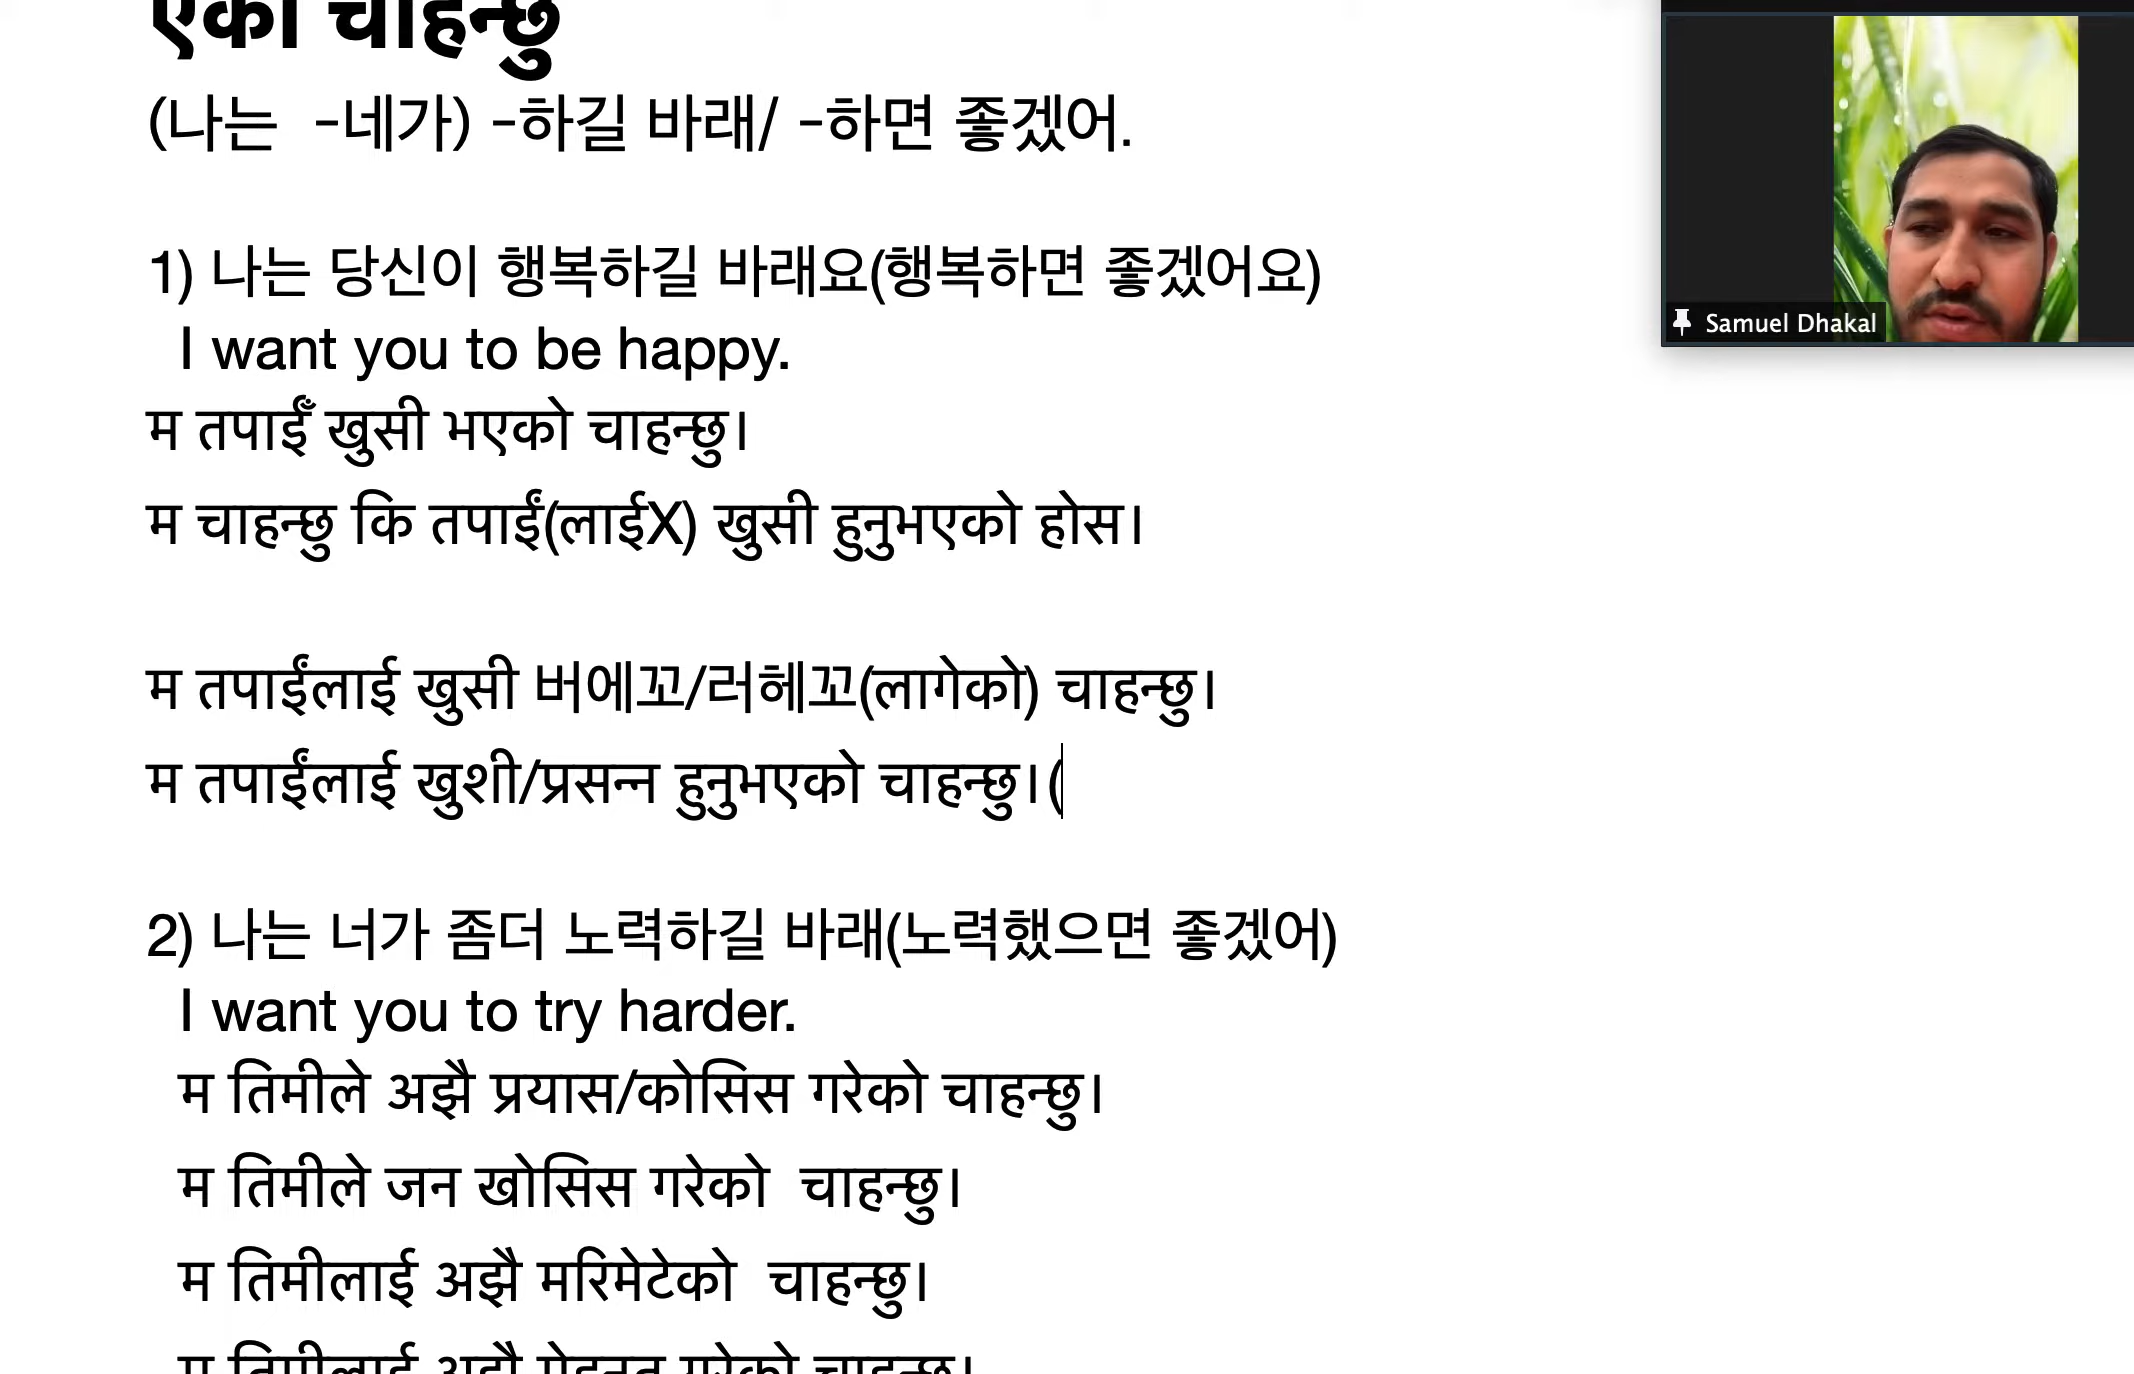 एको चाहन्छु
(나는 -네가) -하길 바래/ -하면 좋겠어.
1) 나는 당신이 행복하길 바래요(행복하면 좋겠어요)
I want you to be happy.
म तपाईँ खुसी भएको चाहन्छु।
म चाहन्छु कि तपाईं(लाईX) खुसी हुनुभएको होस।
म तपाईंलाई खुसी 버에꼬/러헤꼬(लागेको) चाहन्छु।
म तपाईंलाई खुशी/प्रसन्न हुनुभएको चाहन्छु। (
2) 나는 너가 좀더 노력하길 바래(노력했으면 좋겠어)
I want you to try harder.
म तिमीले अझै प्रयास/कोसिस गरेको चाहन्छु।
म तिमीले जन खोसिस गरेको चाहन्छु।
म तिमीलाई अझै मरिमेटेको चाहन्छु।
म तिमीलाई अझै मेहनत गरेको चाहन्छु।
Samuel Dhakal